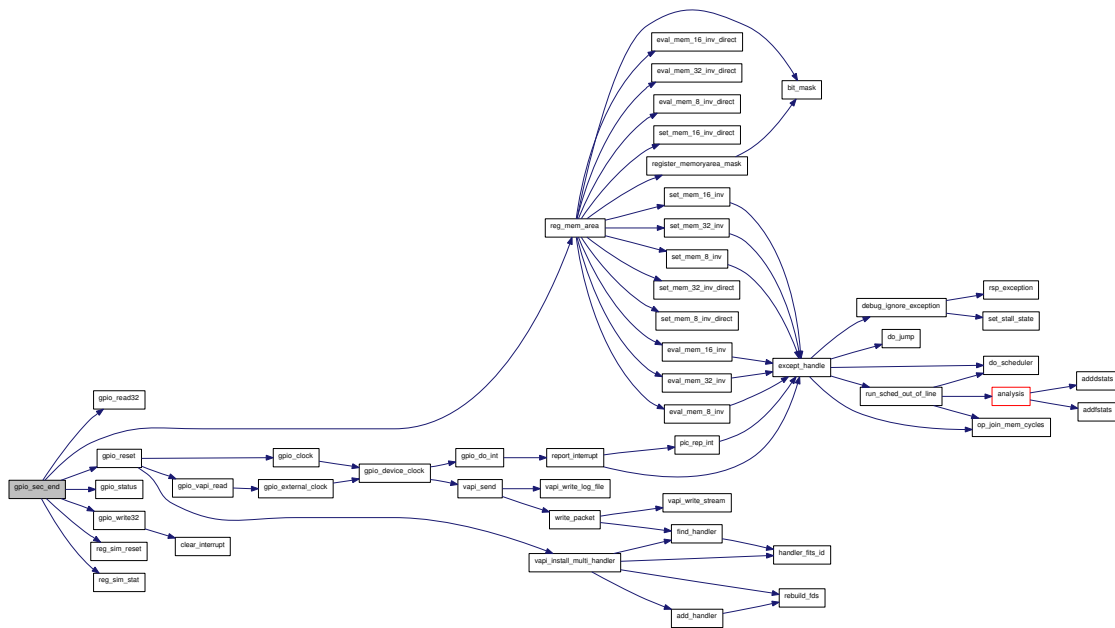 eval_mem_16_inv_direct
eval_mem_32_inv_direct
bit_mask
eval_mem_8_inv_direct
set_mem_16_inv_direct
register_memoryarea_mask
set_mem_16_inv
reg_mem_area
set_mem_32_inv
set_mem_8_inv
set_mem_32_inv_direct
rsp_exception
debug_ignore_exception
set_mem_8_inv_direct
set_stall_state
do_jump
eval_mem_16_inv
except_handle
do_scheduler
eval_mem_32_inv
adddstats
gpio_read32
run_sched_out_of_line
analysis
eval_mem_8_inv
addfstats
op_join_mem_cycles
pic_rep_int
gpio_reset
gpio_clock
gpio_do_int
report_interrupt
gpio_device_clock
gpio_sec_end
gpio_status
gpio_vapi_read
gpio_external_clock
vapi_send
vapi_write_log_file
vapi_write_stream
gpio_write32
write_packet
find_handler
clear_interrupt
reg_sim_reset
handler_fits_id
vapi_install_multi_handler
reg_sim_stat
rebuild_fds
add_handler